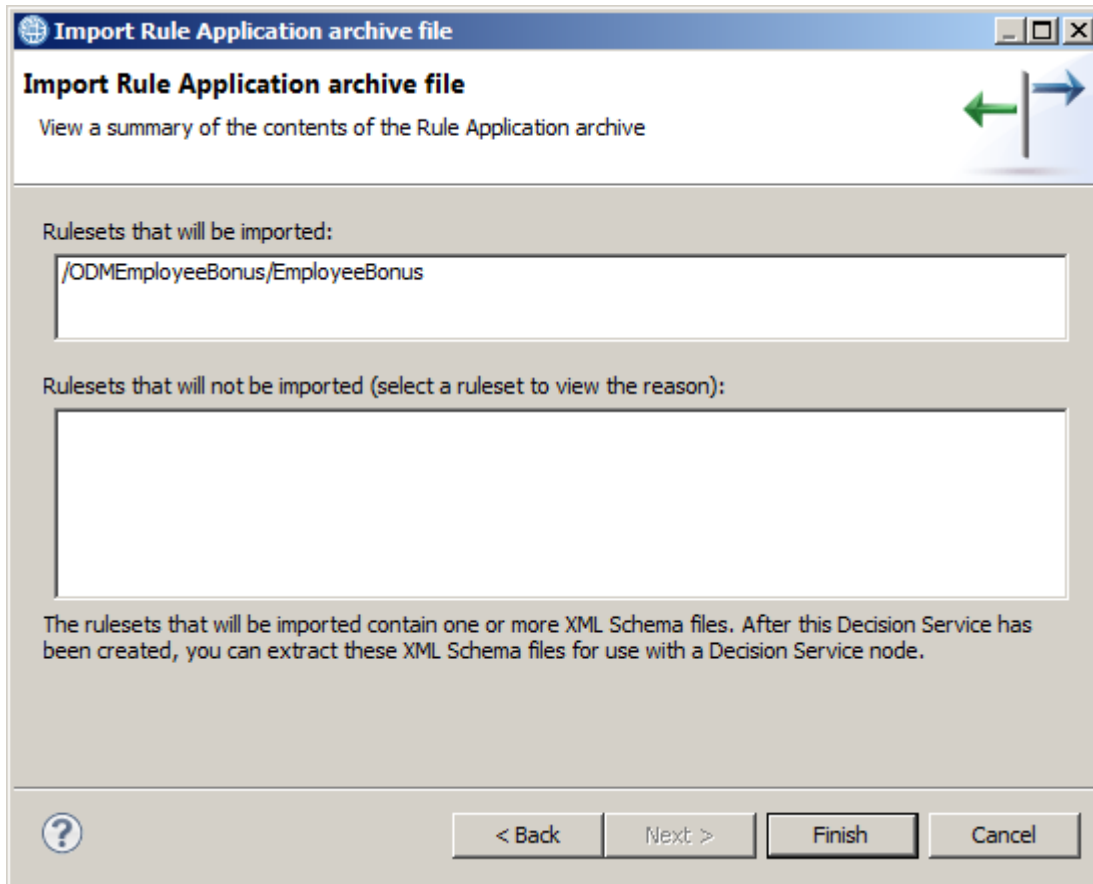 Import Rule Application archive file
Import Rule Application archive file
View a summary of the contents of the Rule Application archive
Rulesets that will be imported:
/ODMEmployeeBonus/EmployeeBonus
Rulesets that will not be imported (select a ruleset to view the reason):
The rulesets that will be imported contain one or more XML Schema files. After this Decision Service has
been created, you can extract these XML Schema files for use with a Decision Service node.
?
< Back
Next >
Finish
Cancel